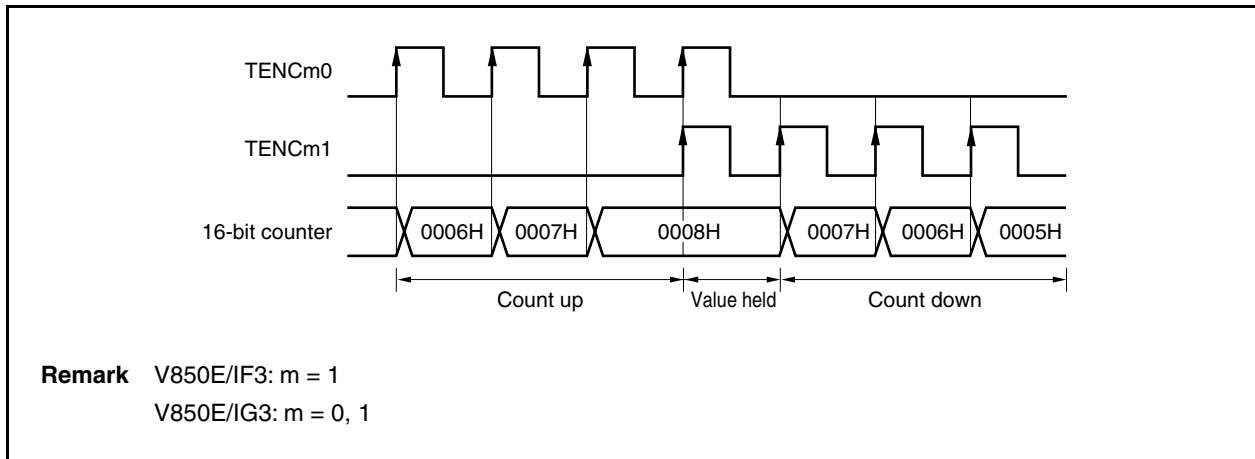 TENCm0
TENCm1
16-bit counter
0006H 0007H 0008H 0007H 0006H 0005H
Count up Value held Count down
Remark V850E/IF3: m = 1
V850E/IG3: m = 0, 1